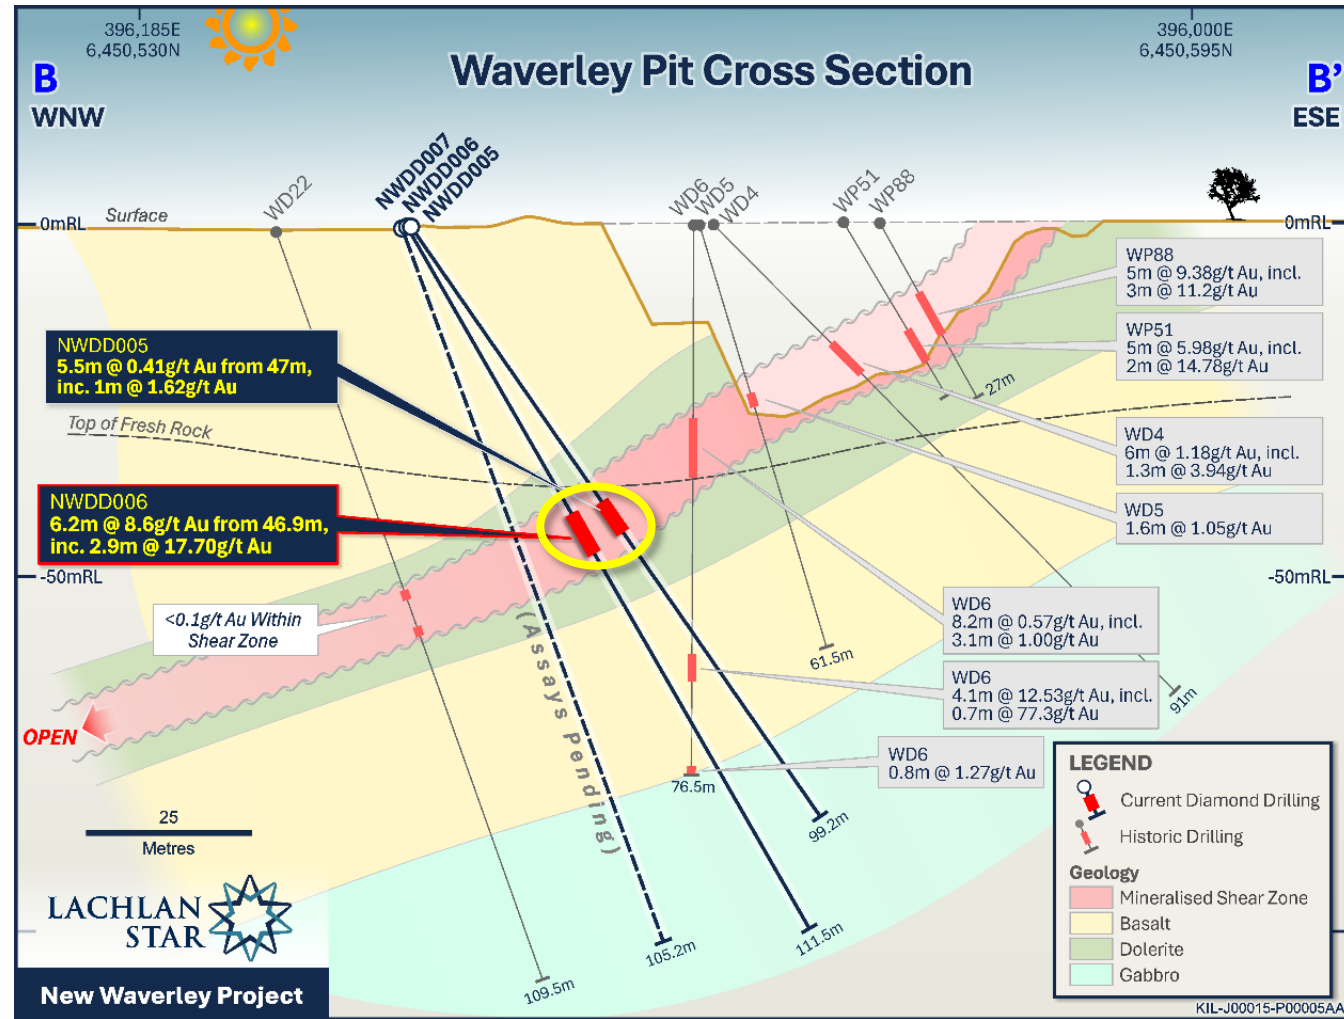 396,185E
6,450,530N
396,000E
6,450,595N
Waverley Pit Cross Section
B
WNW
B'
ESE
NWDD007
NWDD006
NWDD005
WD22
WD6
WD5
WD4
WP51
WP88
0mRL
Surface
0mRL
WP88
5m @ 9.38g/t Au, incl.
3m @ 11.2g/t Au
WP51
5m @ 5.98g/t Au, incl.
2m @ 14.78g/t Au
NWDD005
5.5m @ 0.41g/t Au from 47m,
inc. 1m @ 1.62g/t Au
27m
Top of Fresh Rock
WD4
6m @ 1.18g/t Au, incl.
1.3m @ 3.94g/t Au
NWDD006
6.2m @ 8.6g/t Au from 46.9m,
inc. 2.9m @ 17.70g/t Au
WD5
1.6m @ 1.05g/t Au
-50mRL
-50mRL
<0.1g/t Au Within
Shear Zone
WD6
8.2m @ 0.57g/t Au, incl.
3.1m @ 1.00g/t Au
(Assays Pending)
61.5m
WD6
4.1m @ 12.53g/t Au, incl.
0.7m @ 77.3g/t Au
91m
OPEN
WD6
0.8m @ 1.27g/t Au
76.5m
99.2m
111.5m
105.2m
109.5m
25
Metres
LACHLAN
STAR
New Waverley Project
LEGEND
Current Diamond Drilling
Historic Drilling
Geology
Mineralised Shear Zone
Basalt
Dolerite
Gabbro
KIL-J00015-P00005AA